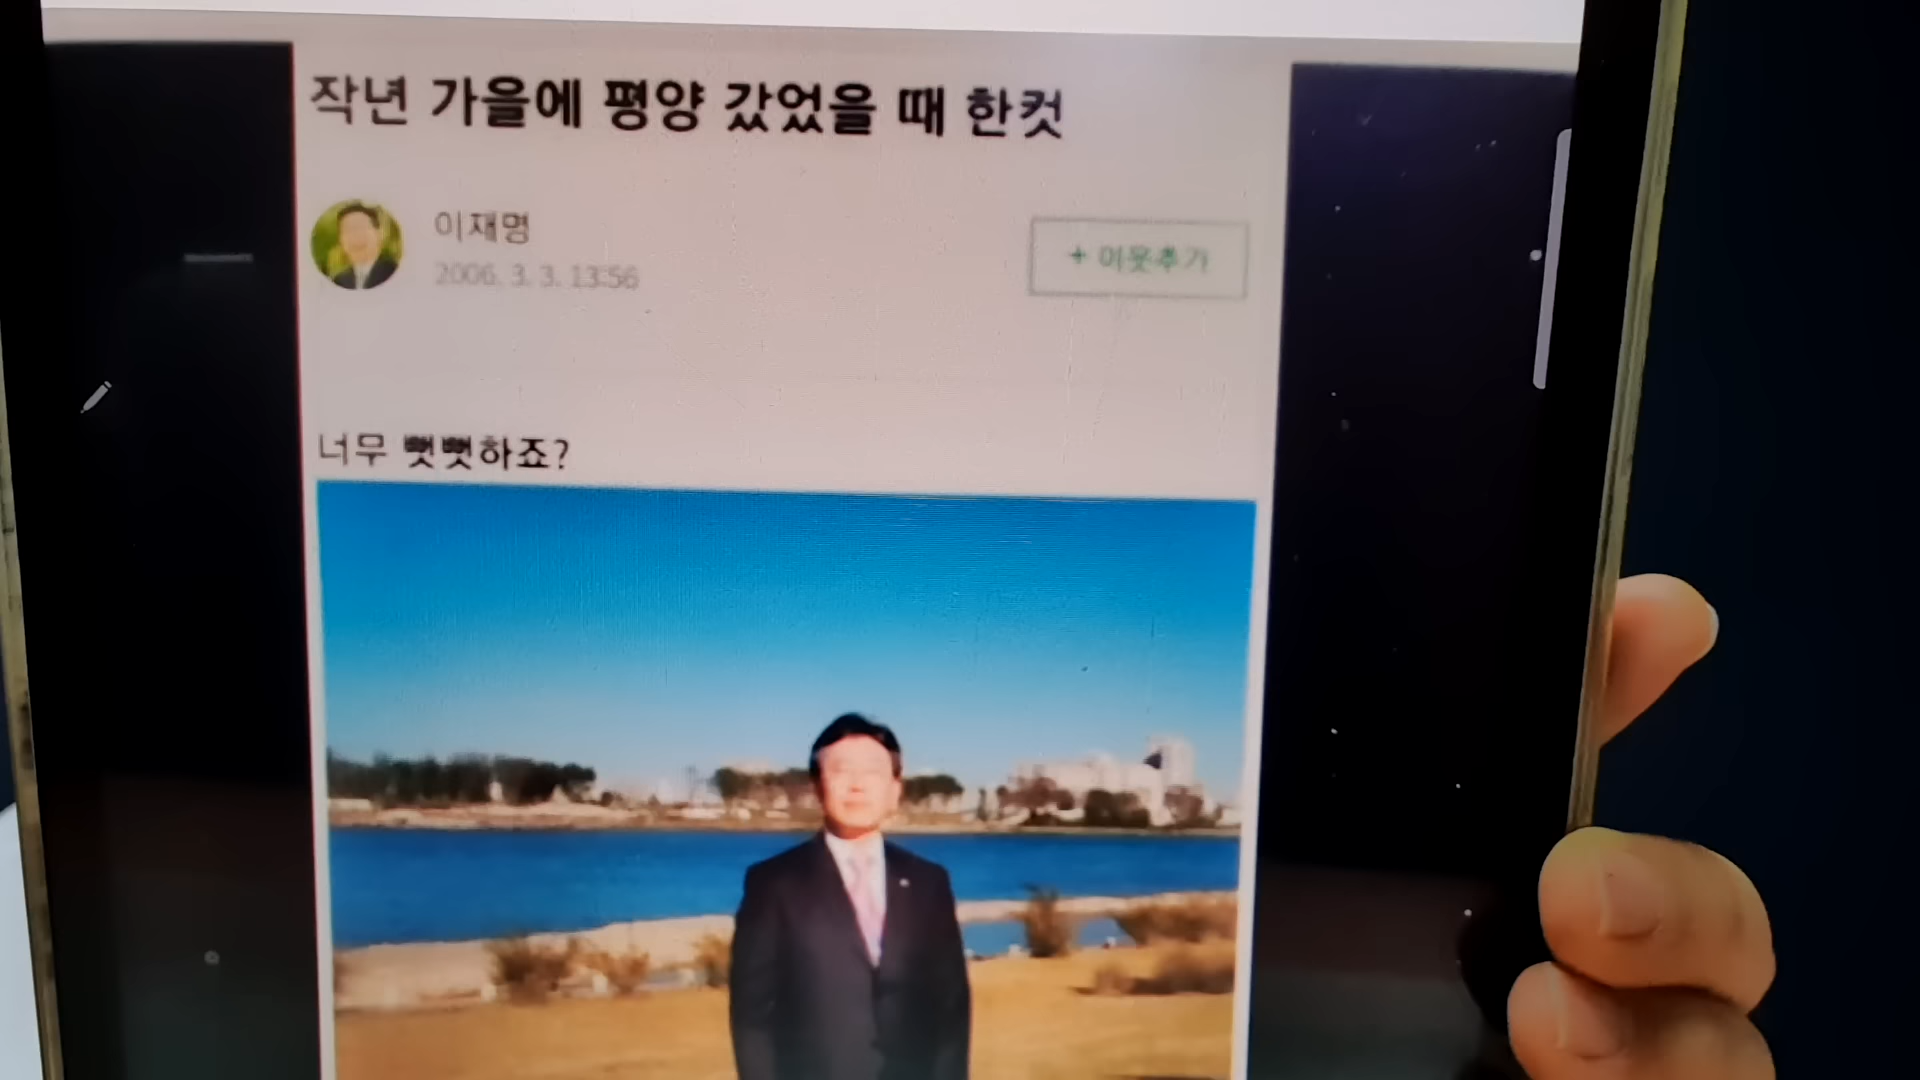 작년 가을에 평양 갔었을 때 한컷
이재명
2006. 3. 3. 13:56
+ 이웃추가
너무 뻣뻣하죠?